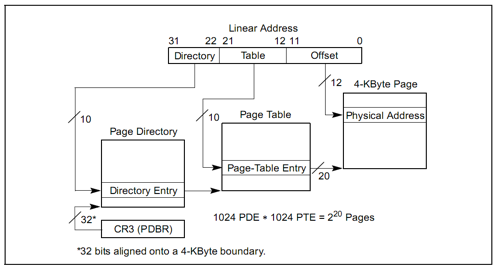 Linear Address
31 22 21 12 11 0
Directory Table Offset
12 4-KByte Page
10 10 Page Table Physical Address
Page Directory
Page-Table Entry 20
Directory Entry
32* 1024 PDE * 1024 PTE = 2^20 Pages
CR3 (PDBR)
*32 bits aligned onto a 4-KByte boundary.